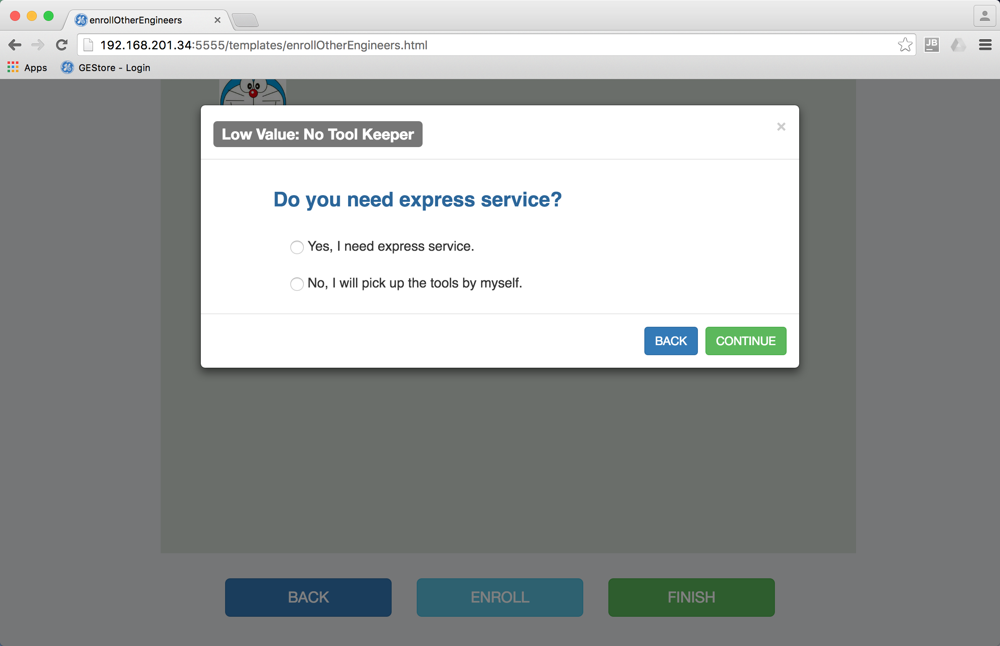 enrollOtherEngineers
192.168.201.34:5555/templates/enrollOtherEngineers.html
JB
Apps
GEStore - Login
Low Value: No Tool Keeper
×
Do you need express service?
Yes, I need express service.
No, I will pick up the tools by myself.
BACK CONTINUE
BACK ENROLL FINISH